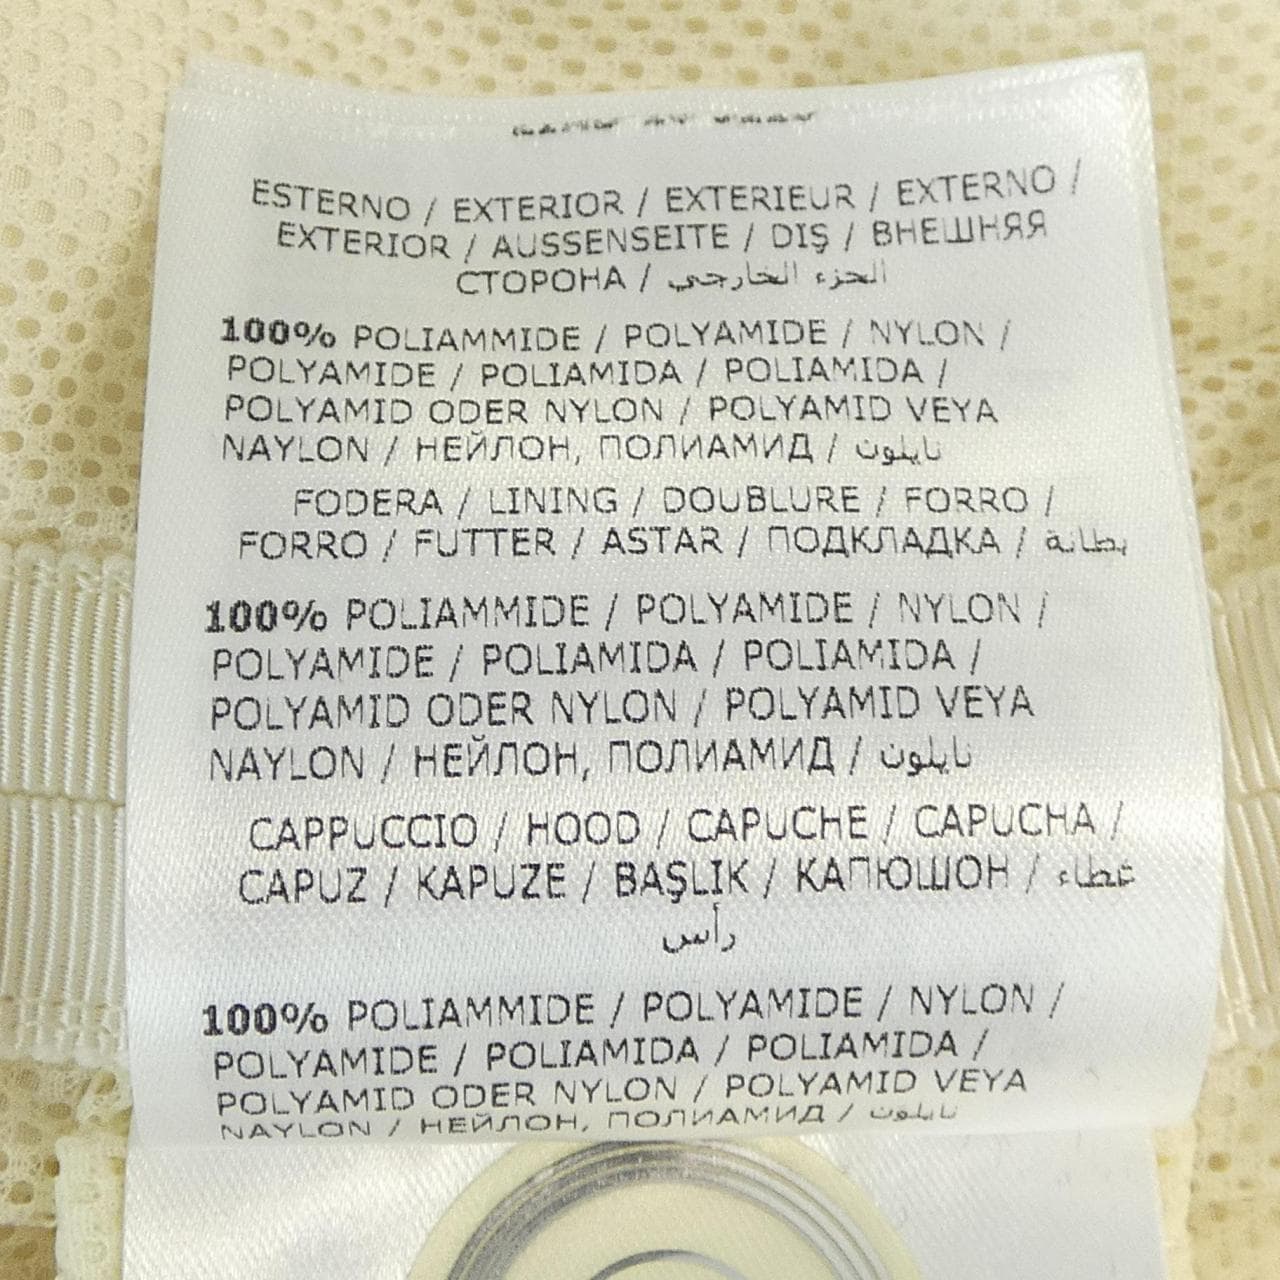 ESTERNO / EXTERIOR / EXTERIEUR / EXTERNO /
EXTERIOR / AUSSENSEITE / DIŞ / ВНЕШНЯЯ
СТОРОНА / الجزء الخارجي
100% POLIAMMIDE / POLYAMIDE / NYLON /
POLYAMIDE / POLIAMIDA / POLIAMIDA /
POLYAMID ODER NYLON / POLYAMID VEYA
NAYLON / НЕЙЛОН, ПОЛИАМИД / نايلون
FODERA / LINING / DOUBLURE / FORRO /
FORRO / FUTTER / ASTAR / ПОДКЛАДКА / بطانة
100% POLIAMMIDE / POLYAMIDE / NYLON /
POLYAMIDE / POLIAMIDA / POLIAMIDA /
POLYAMID ODER NYLON / POLYAMID VEYA
NAYLON / НЕЙЛОН, ПОЛИАМИД / نايلون
CAPPUCCIO / HOOD / CAPUCHE / CAPUCHA /
CAPUZ / KAPUZE / BAŞLIK / КАПЮШОН / غطاء
رأس
100% POLIAMMIDE / POLYAMIDE / NYLON /
POLYAMIDE / POLIAMIDA / POLIAMIDA /
POLYAMID ODER NYLON / POLYAMID VEYA
NAYLON / НЕЙЛОН, ПОЛИАМИД / نايلون